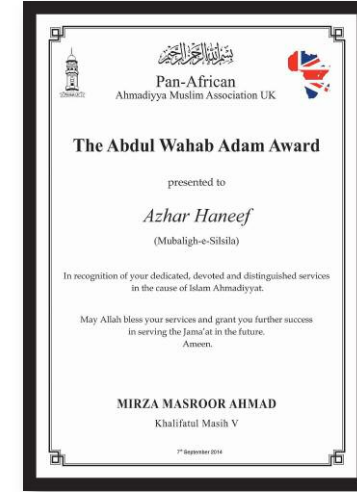 بسم الله الرحمن الرحيم
Pan-African
Ahmadiyya Muslim Association UK
The Abdul Wahab Adam Award
presented to
Azhar Haneef
(Mubaligh-e-Silsila)
In recognition of your dedicated, devoted and distinguished services
in the cause of Islam Ahmadiyyat.
May Allah bless your services and grant you further success
in serving the Jama'at in the future.
Ameen.
MIRZA MASROOR AHMAD
Khalifatul Masih V
7th September 2014